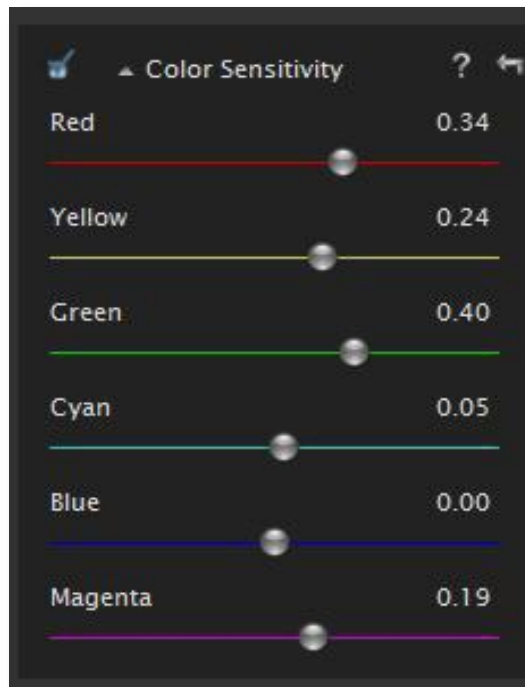 Color Sensitivity ?
Red 0.34
Yellow 0.24
Green 0.40
Cyan 0.05
Blue 0.00
Magenta 0.19